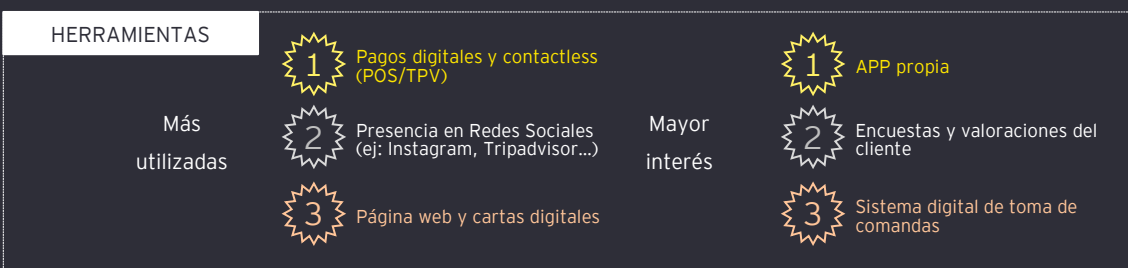 HERRAMIENTAS
Más
utilizadas
1
Pagos digitales y contactless
(POS/TPV)
2
Presencia en Redes Sociales
(ej: Instagram, Tripadvisor...)
3
Página web y cartas digitales
Mayor
interés
1
APP propia
2
Encuestas y valoraciones del
cliente
3
Sistema digital de toma de
comandas